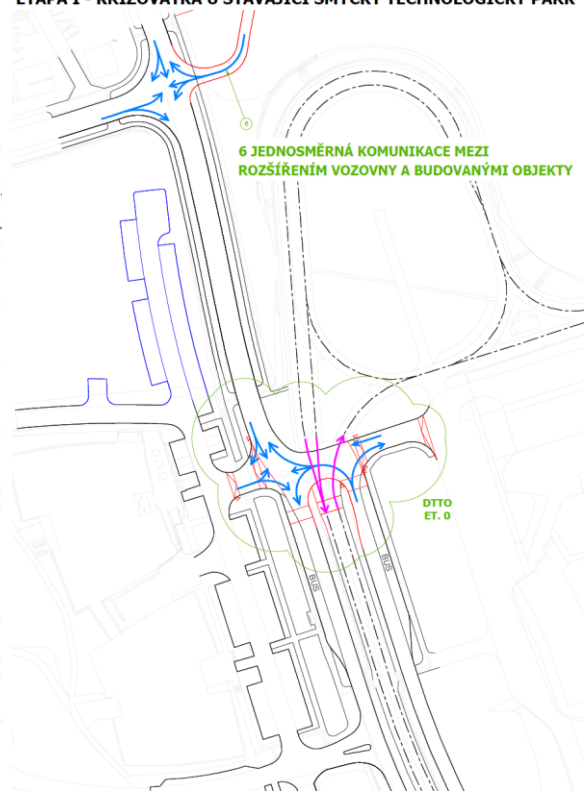 ETAPA I - KŘIŽOVATKA U STÁVAJÍCÍ SMYČKY TECHNOLOGICKÝ PARK
6
6 JEDNOSMĚRNÁ KOMUNIKACE MEZI
ROZŠÍŘENÍM VOZOVNY A BUDOVANÝMI OBJEKTY
DTTO
ET. 0
BUS
BUS